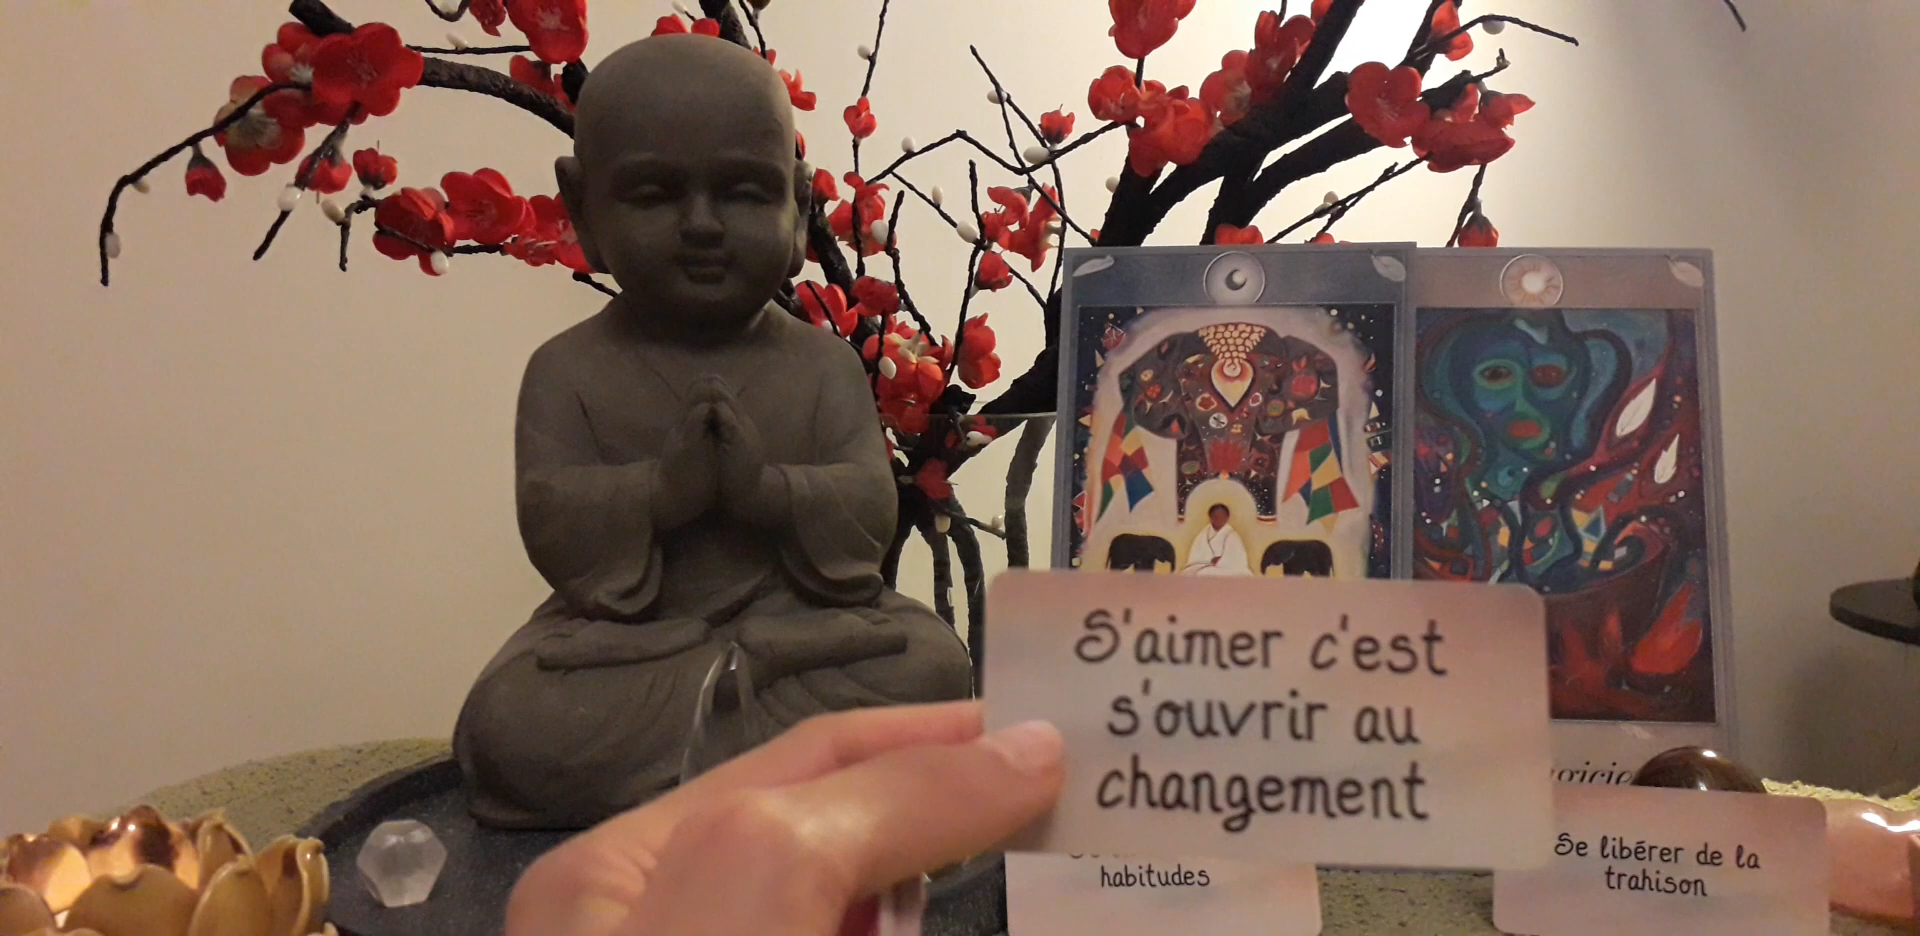 S'aimer c'est
s'ouvrir au
changement
habitudes
Se libérer de la
trahison